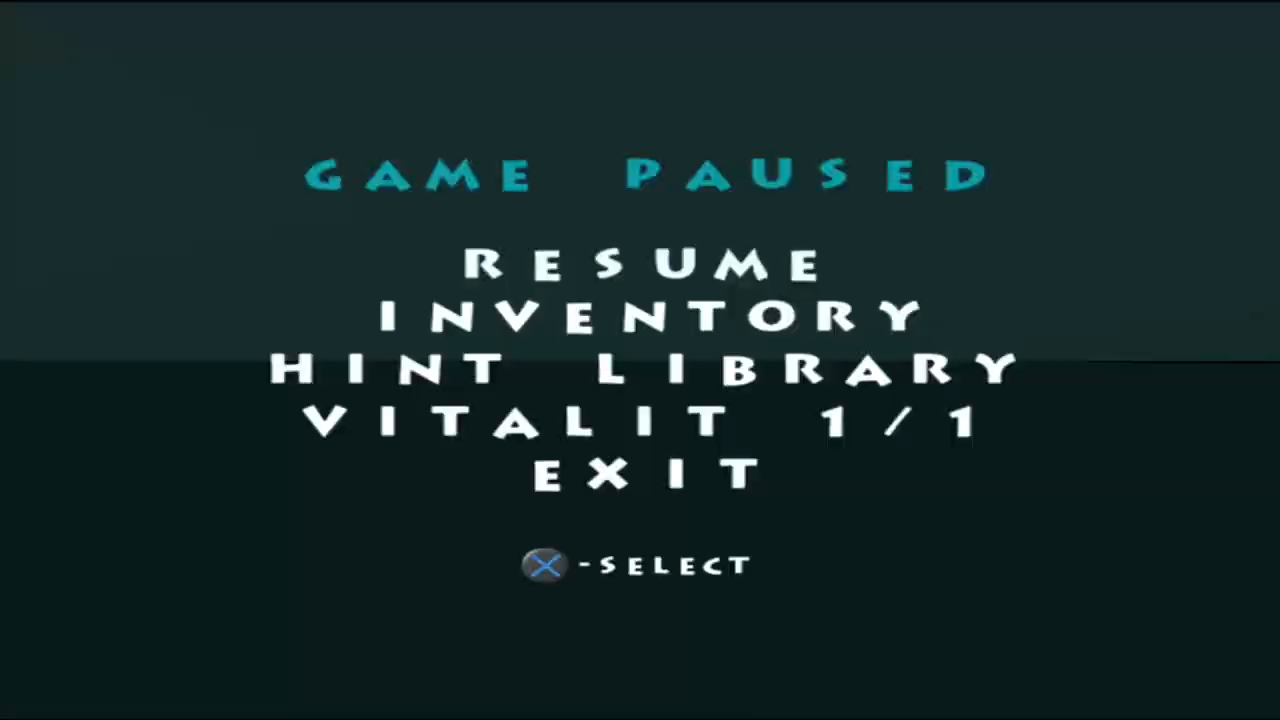 GAME PAUSED
RESUME
INVENTORY
HINT LIBRARY
VITALIT 1/1
EXIT
-SELECT